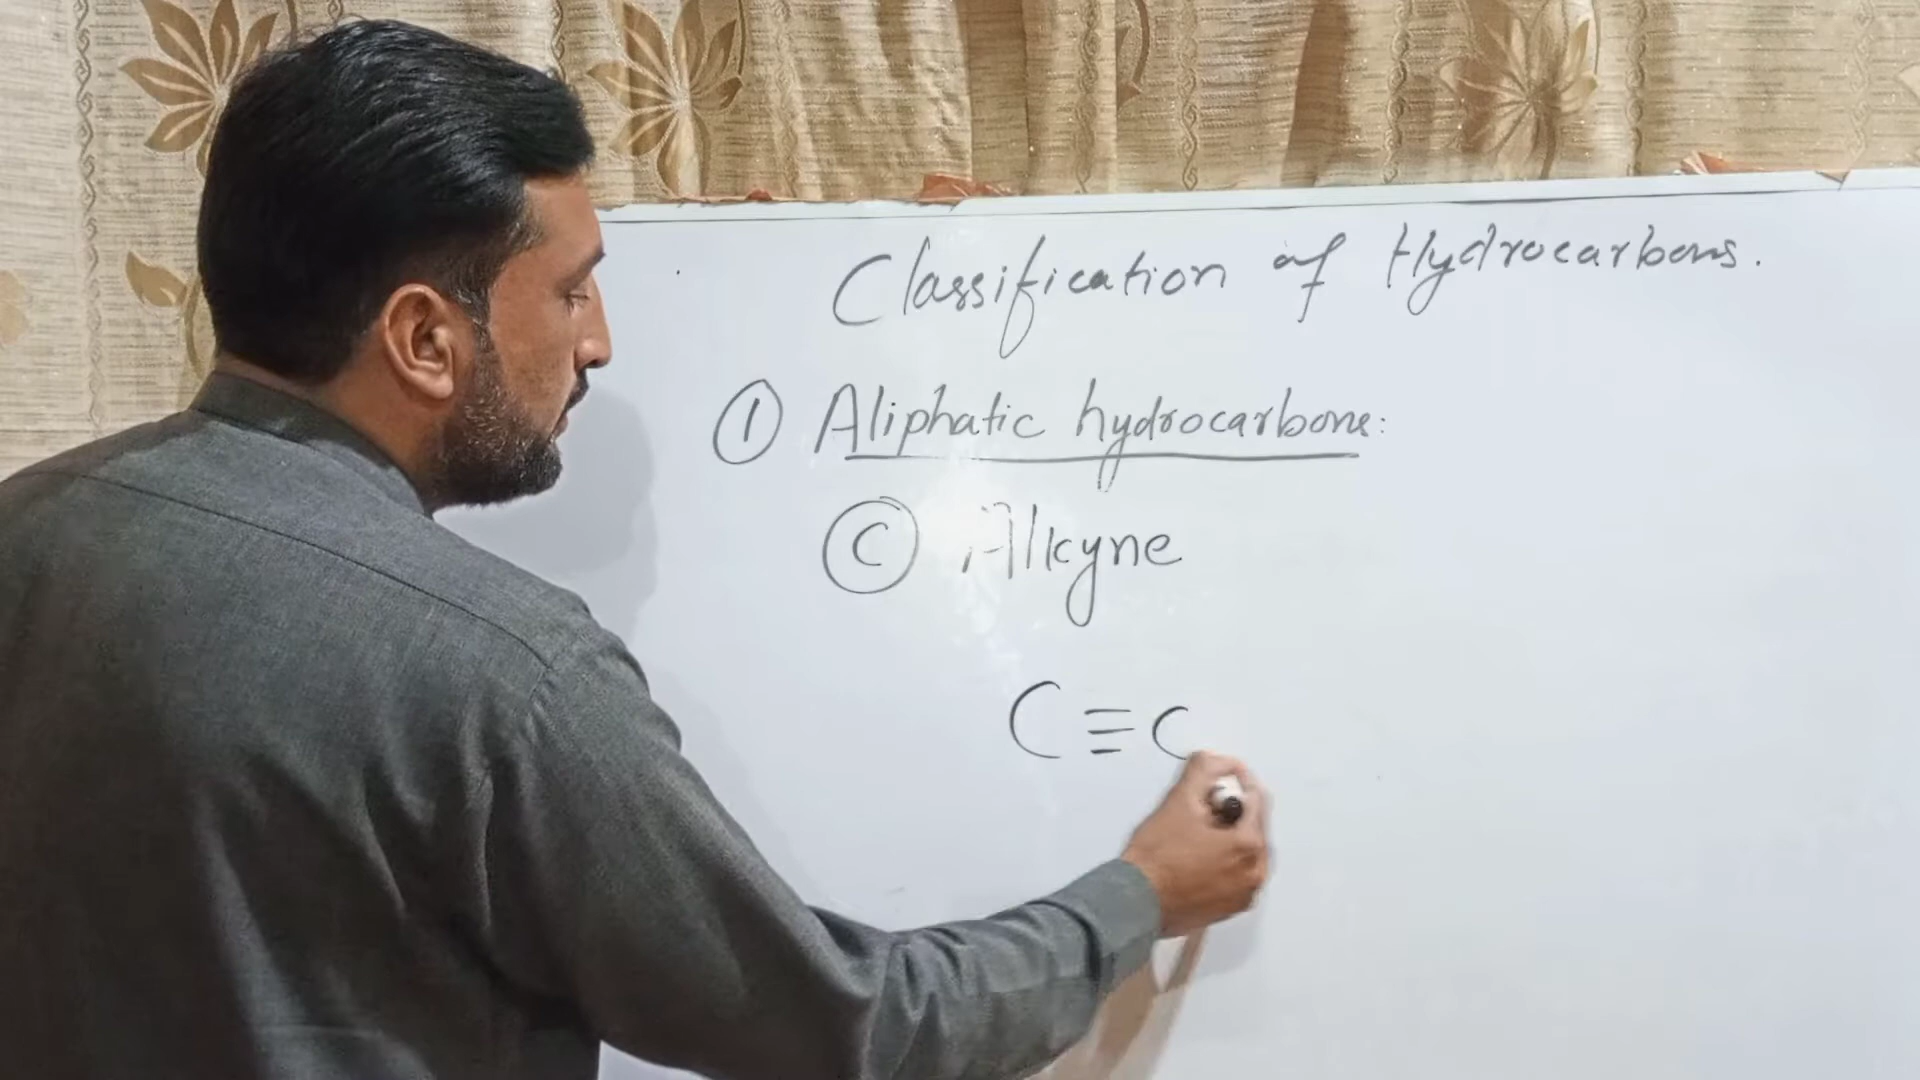 Classification of Hydrocarbons.
① Aliphatic hydrocarbons:
Ⓒ Alkyne
C≡C